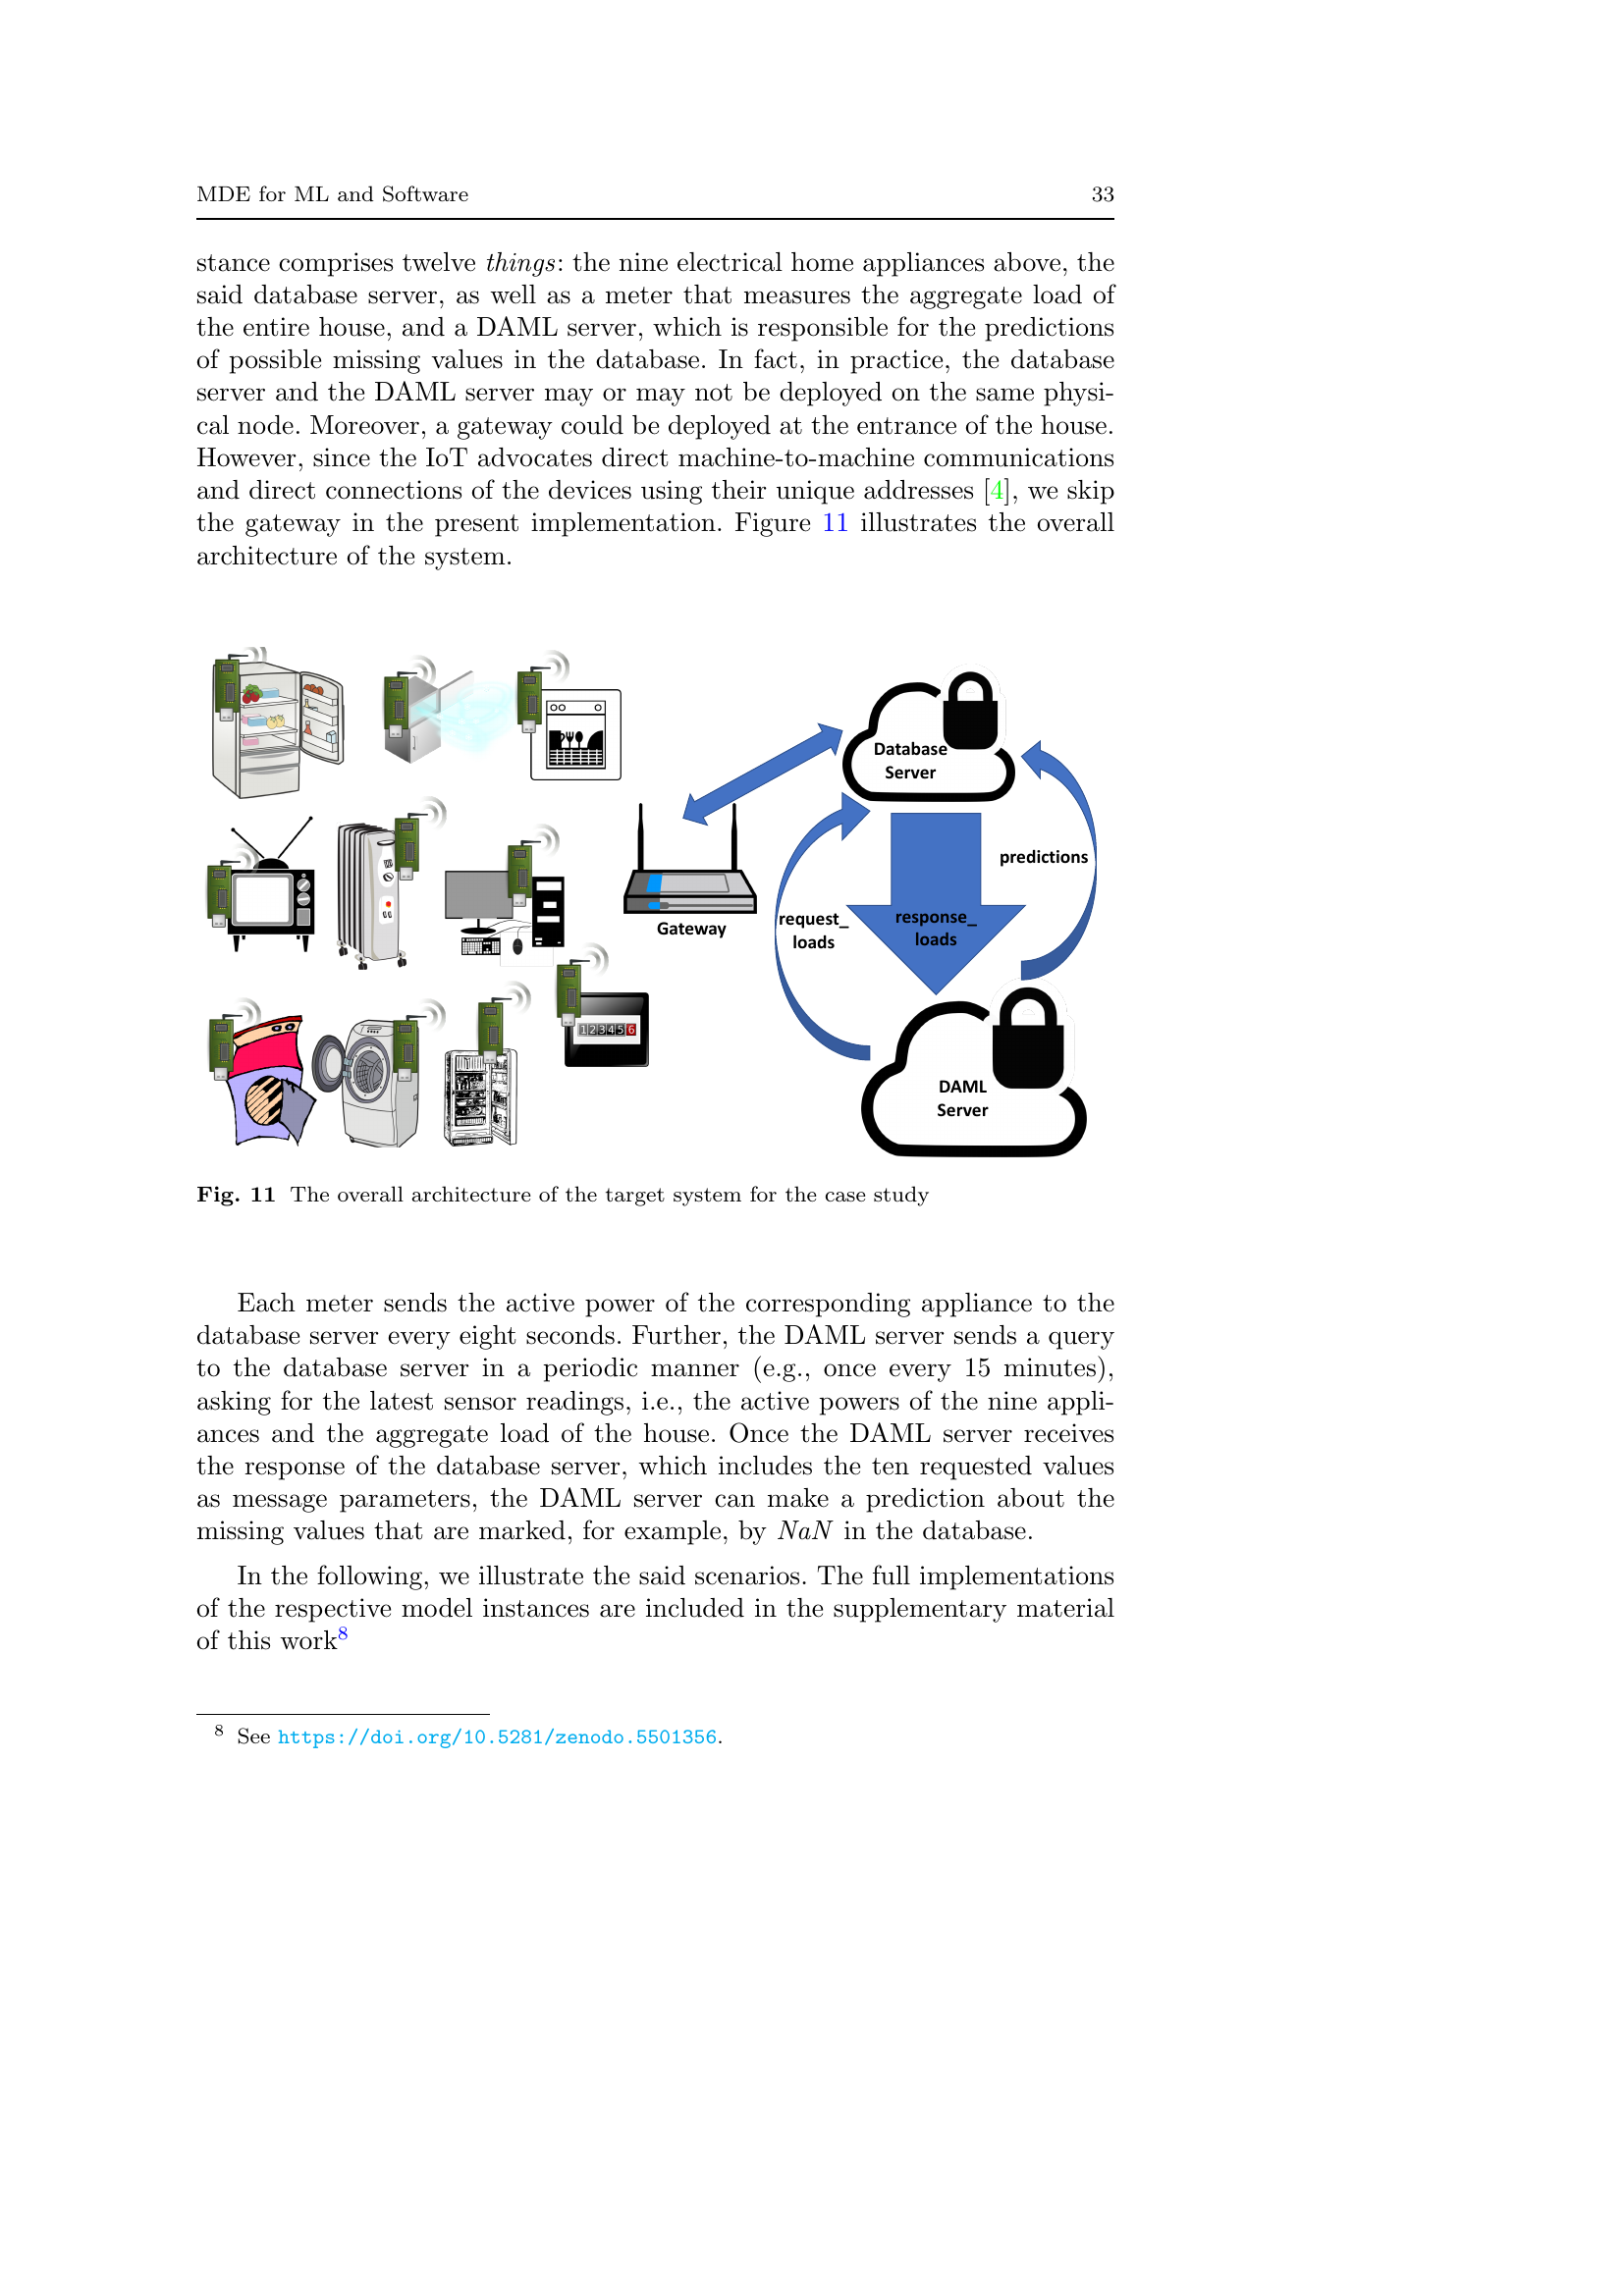 MDE for ML and Software 33
stance comprises twelve things: the nine electrical home appliances above, the
said database server, as well as a meter that measures the aggregate load of
the entire house, and a DAML server, which is responsible for the predictions
of possible missing values in the database. In fact, in practice, the database
server and the DAML server may or may not be deployed on the same physi-
cal node. Moreover, a gateway could be deployed at the entrance of the house.
However, since the IoT advocates direct machine-to-machine communications
and direct connections of the devices using their unique addresses [4], we skip
the gateway in the present implementation. Figure 11 illustrates the overall
architecture of the system.
Database
Server
predictions
request_
loads
response_
loads
Gateway
123456
DAML
Server
Fig. 11 The overall architecture of the target system for the case study
Each meter sends the active power of the corresponding appliance to the
database server every eight seconds. Further, the DAML server sends a query
to the database server in a periodic manner (e.g., once every 15 minutes),
asking for the latest sensor readings, i.e., the active powers of the nine appli-
ances and the aggregate load of the house. Once the DAML server receives
the response of the database server, which includes the ten requested values
as message parameters, the DAML server can make a prediction about the
missing values that are marked, for example, by NaN in the database.
In the following, we illustrate the said scenarios. The full implementations
of the respective model instances are included in the supplementary material
of this work8
8 See https://doi.org/10.5281/zenodo.5501356.